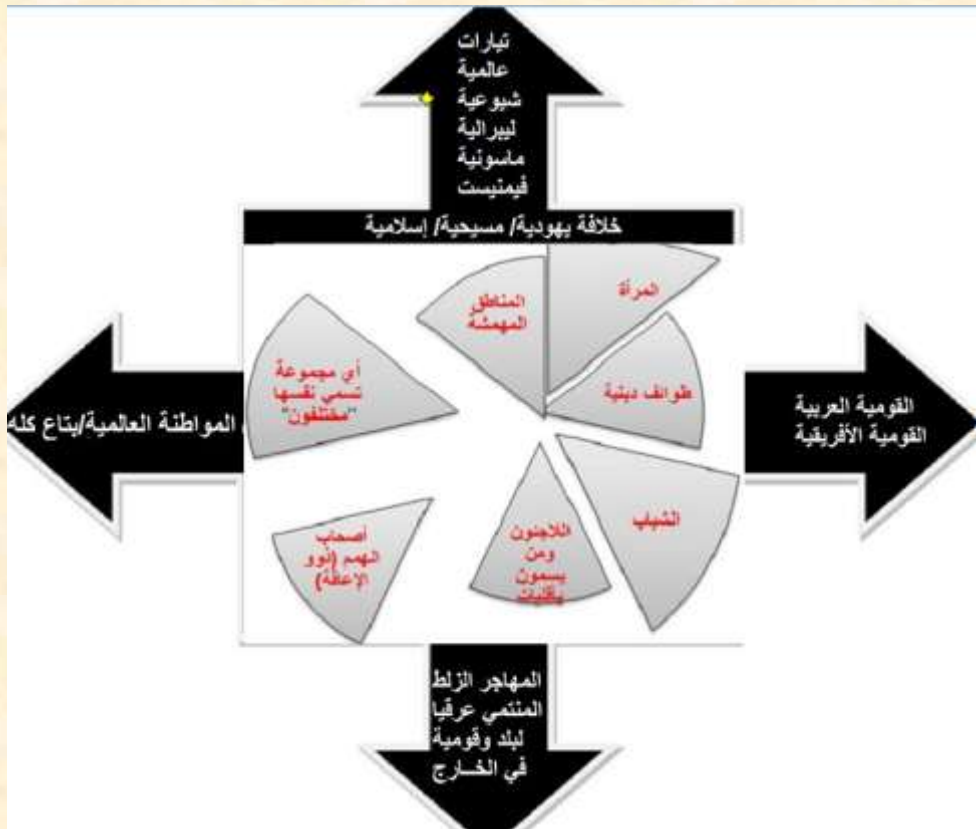 تيارات
عالمية
شيوعية
ليبرالية
ماسونية
فيمنيست
خلافة يهودية/ مسيحية/ إسلامية
المرأة
المناطق
المهمشة
طوائف دينية
أي مجموعة
تسمي نفسها
"مختلفون"
القومية العربية
القومية الأفريقية
المواطنة العالمية/بتاع كله
الشباب
اللاجئون
ومن
يسمون
بأقليات
أصحاب
الهمم (ذوو
الإعاقة)
المهاجر الزلط
المنتمي عرقيا
لبلد وقومية
في الخارج